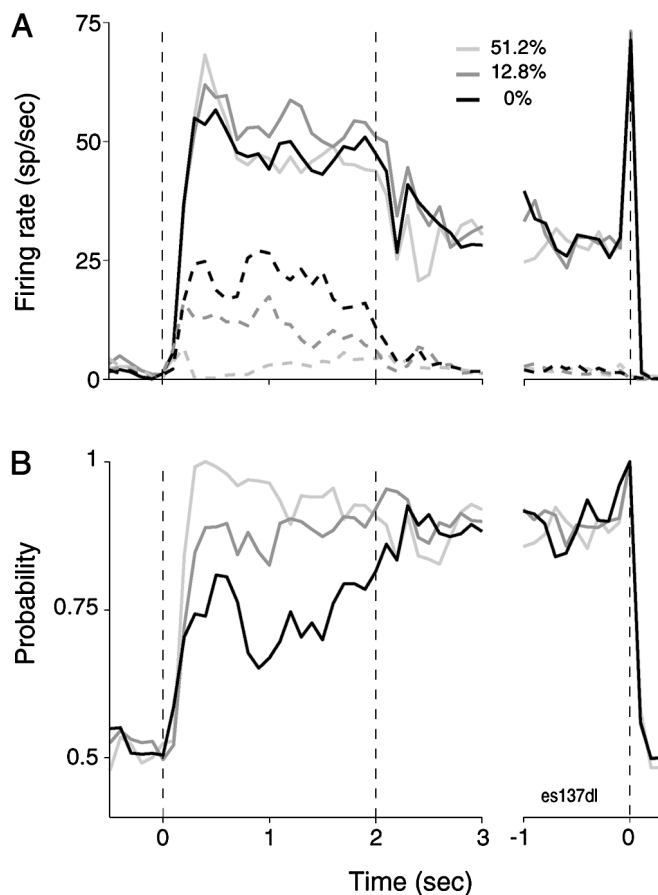 A
75
50
25
0
Firing rate (sp/sec)
51.2%
12.8%
0%
B
1
0.75
0.5
Probability
es137dl
0
1
2
3
-1
0
Time (sec)